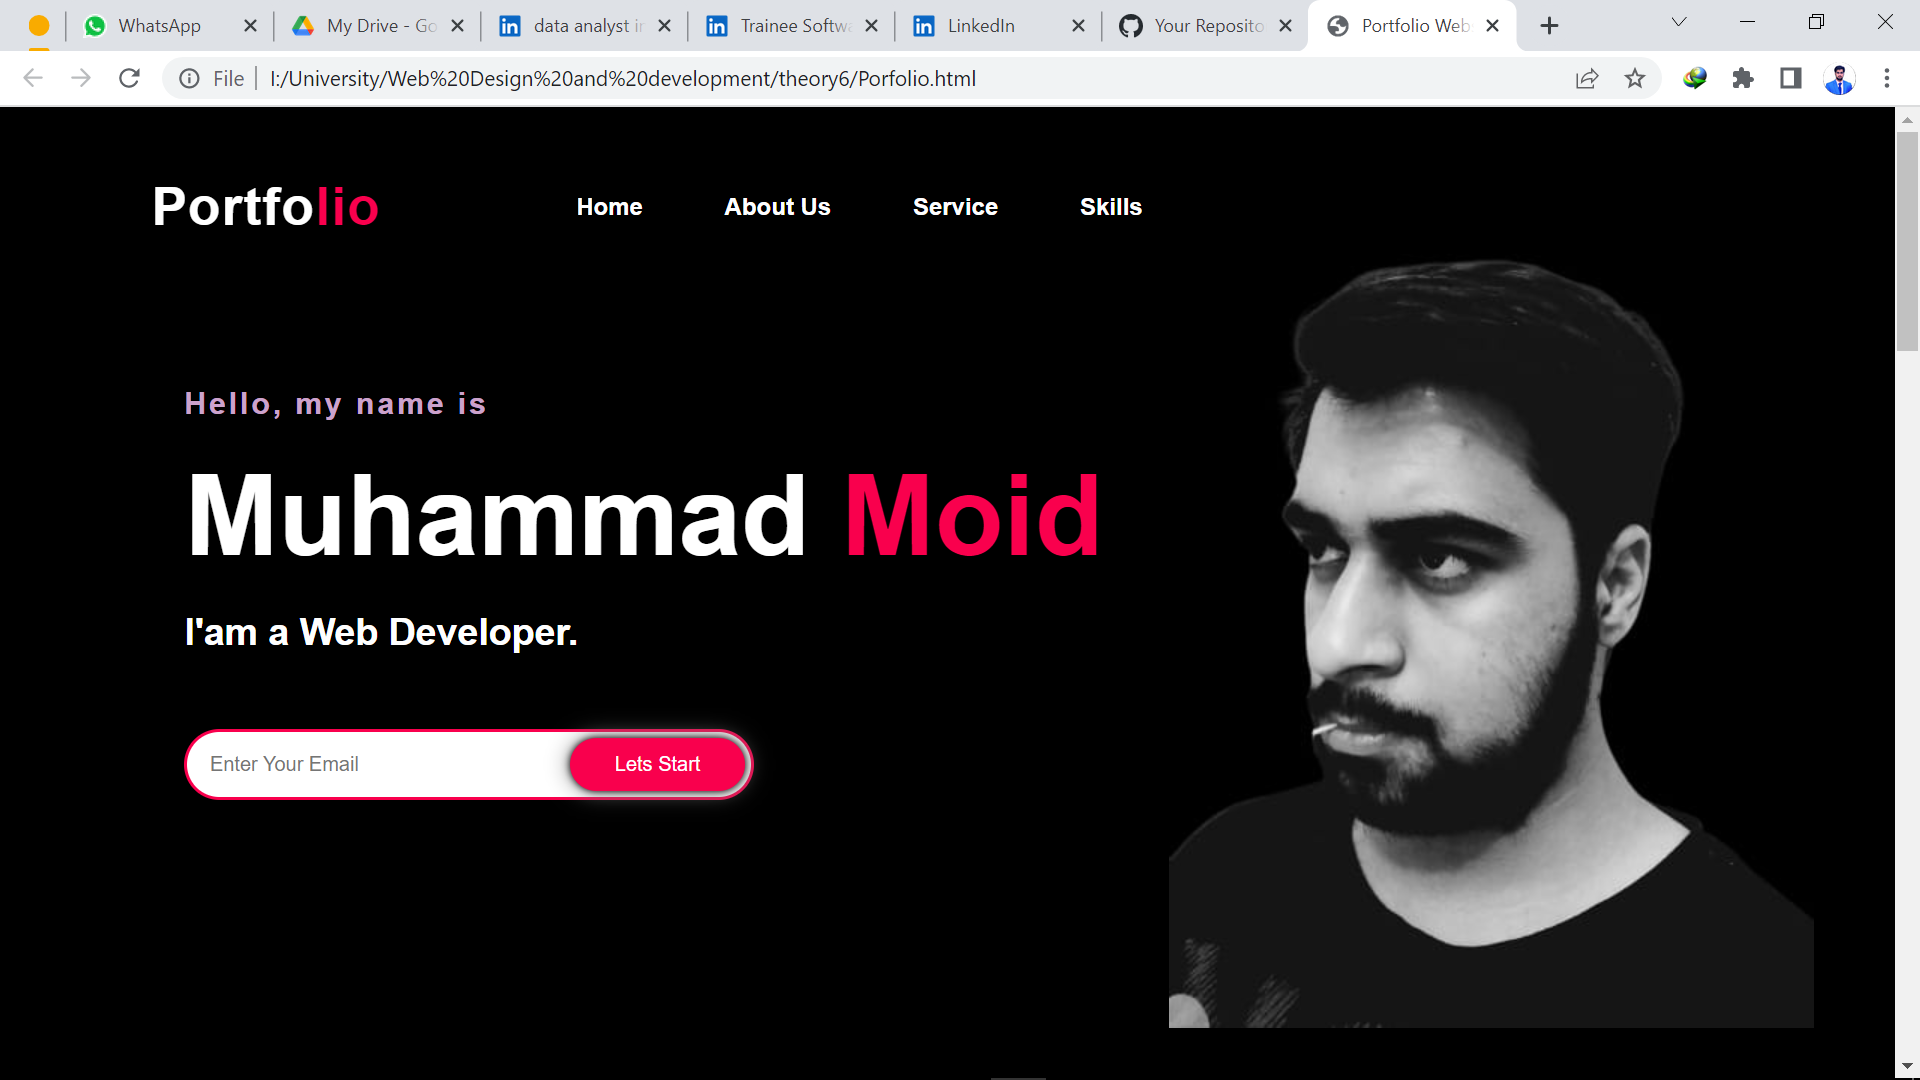 WhatsApp
My Drive - Go
data analyst in
Trainee Softwa
LinkedIn
Your Reposito
Portfolio Web
File
I:/University/Web%20Design%20and%20development/theory6/Porfolio.html
Portfolio
Home
About Us
Service
Skills
Hello, my name is
Muhammad Moid
I'am a Web Developer.
Enter Your Email
Lets Start